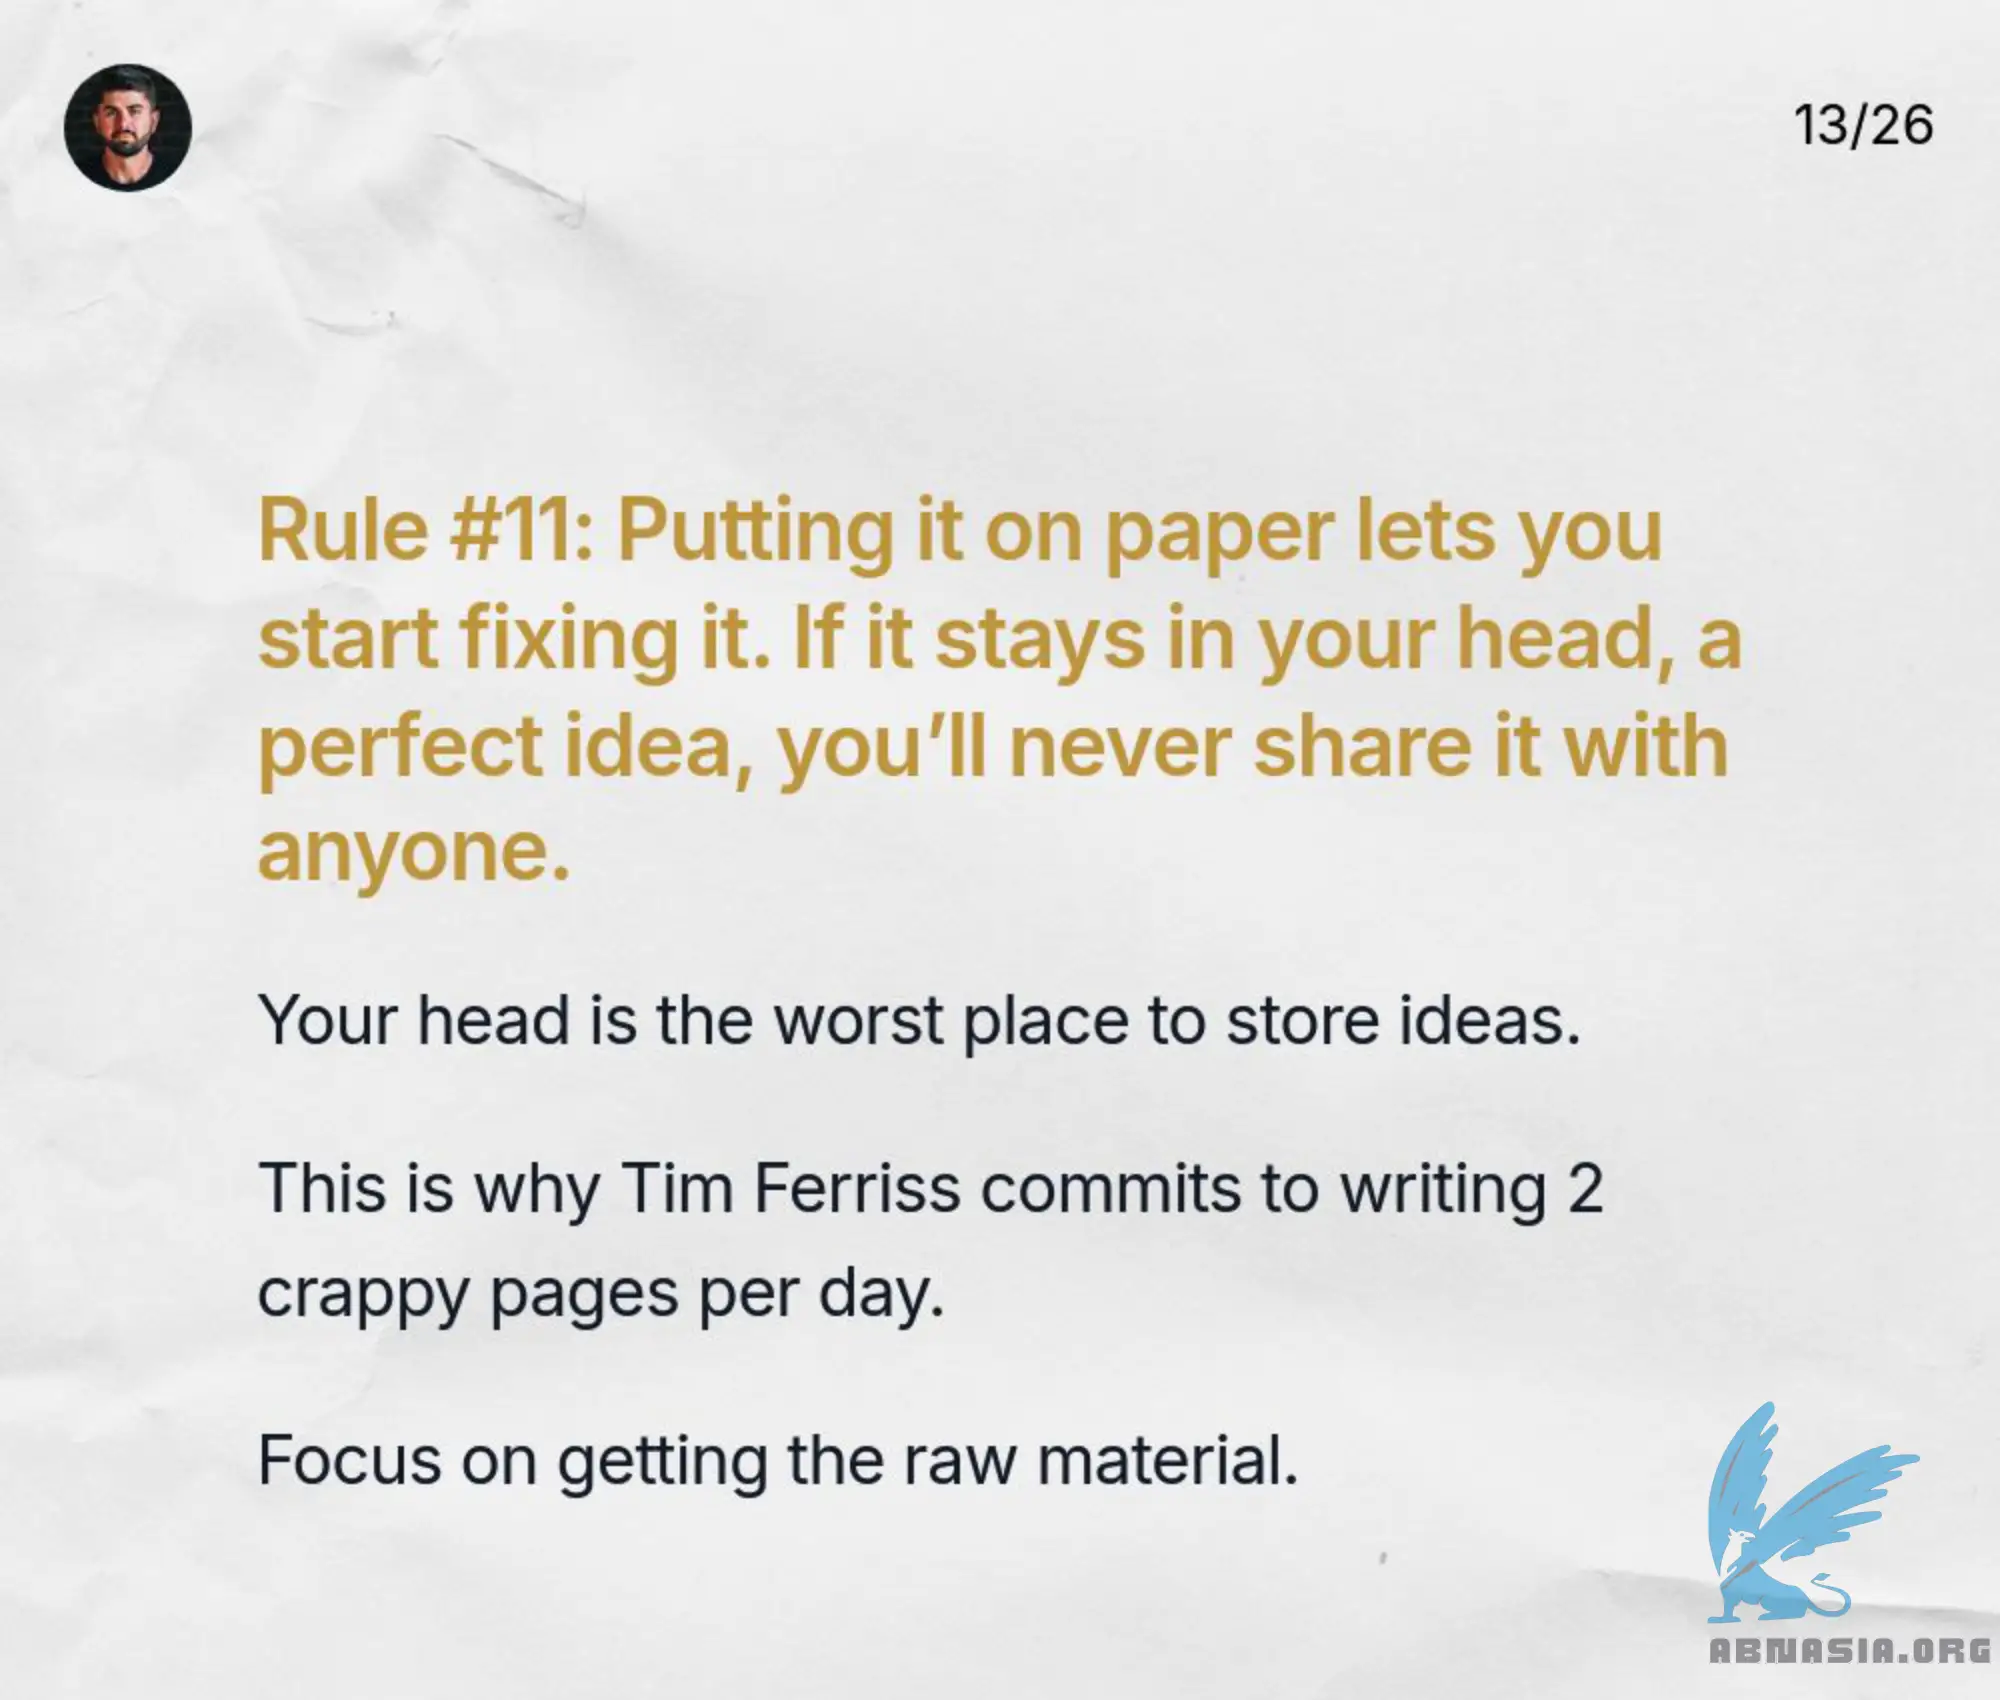 13/26
Rule #11: Putting it on paper lets you
start fixing it. If it stays in your head, a
perfect idea, you’ll never share it with
anyone.
Your head is the worst place to store ideas.
This is why Tim Ferriss commits to writing 2
crappy pages per day.
Focus on getting the raw material.
ABNASIA.ORG